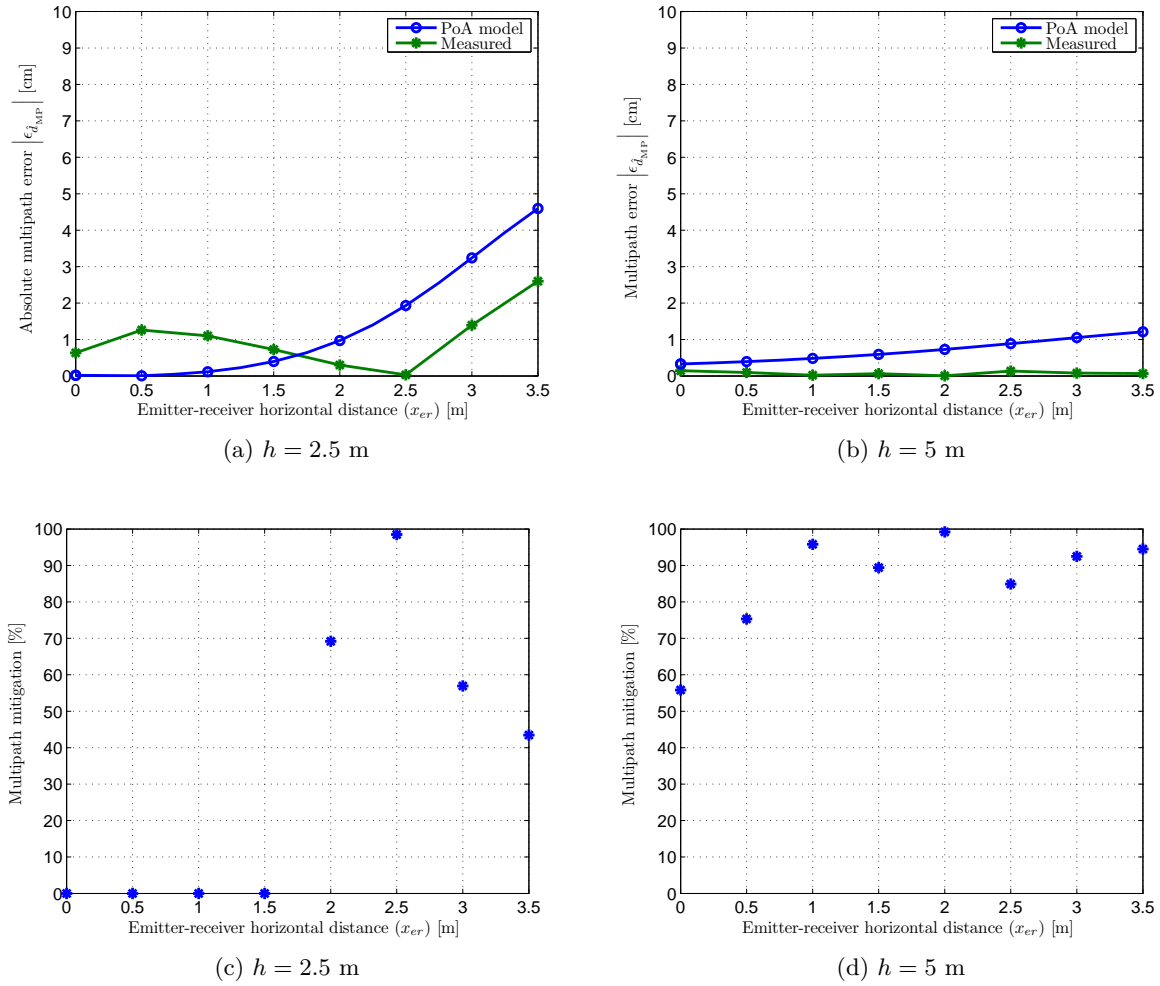 10
9
8
7
6
5
4
3
2
1
0
Absolute multipath error |ϵ_{d̂_MP}| [cm]
PoA model
Measured
0 0.5 1 1.5 2 2.5 3 3.5
Emitter-receiver horizontal distance (x_{er}) [m]
(a) h = 2.5 m
10
9
8
7
6
5
4
3
2
1
0
Multipath error |ϵ_{d̂_MP}| [cm]
PoA model
Measured
0 0.5 1 1.5 2 2.5 3 3.5
Emitter-receiver horizontal distance (x_{er}) [m]
(b) h = 5 m
100
90
80
70
60
50
40
30
20
10
0
Multipath mitigation [%]
0 0.5 1 1.5 2 2.5 3 3.5
Emitter-receiver horizontal distance (x_{er}) [m]
(c) h = 2.5 m
100
90
80
70
60
50
40
30
20
10
0
Multipath mitigation [%]
0 0.5 1 1.5 2 2.5 3 3.5
Emitter-receiver horizontal distance (x_{er}) [m]
(d) h = 5 m